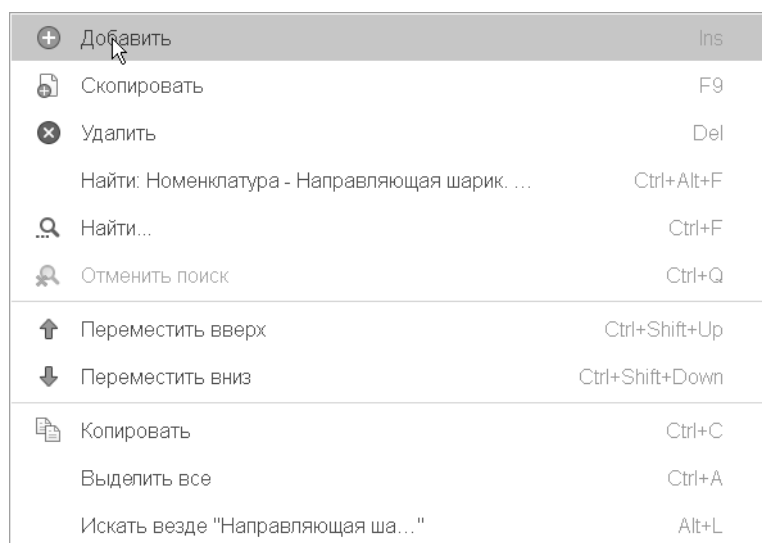 Добавить Ins
Скопировать F9
Удалить Del
Найти: Номенклатура - Направляющая шарик. ... Ctrl+Alt+F
Найти... Ctrl+F
Отменить поиск Ctrl+Q
Переместить вверх Ctrl+Shift+Up
Переместить вниз Ctrl+Shift+Down
Копировать Ctrl+C
Выделить все Ctrl+A
Искать везде "Направляющая ша..." Alt+L